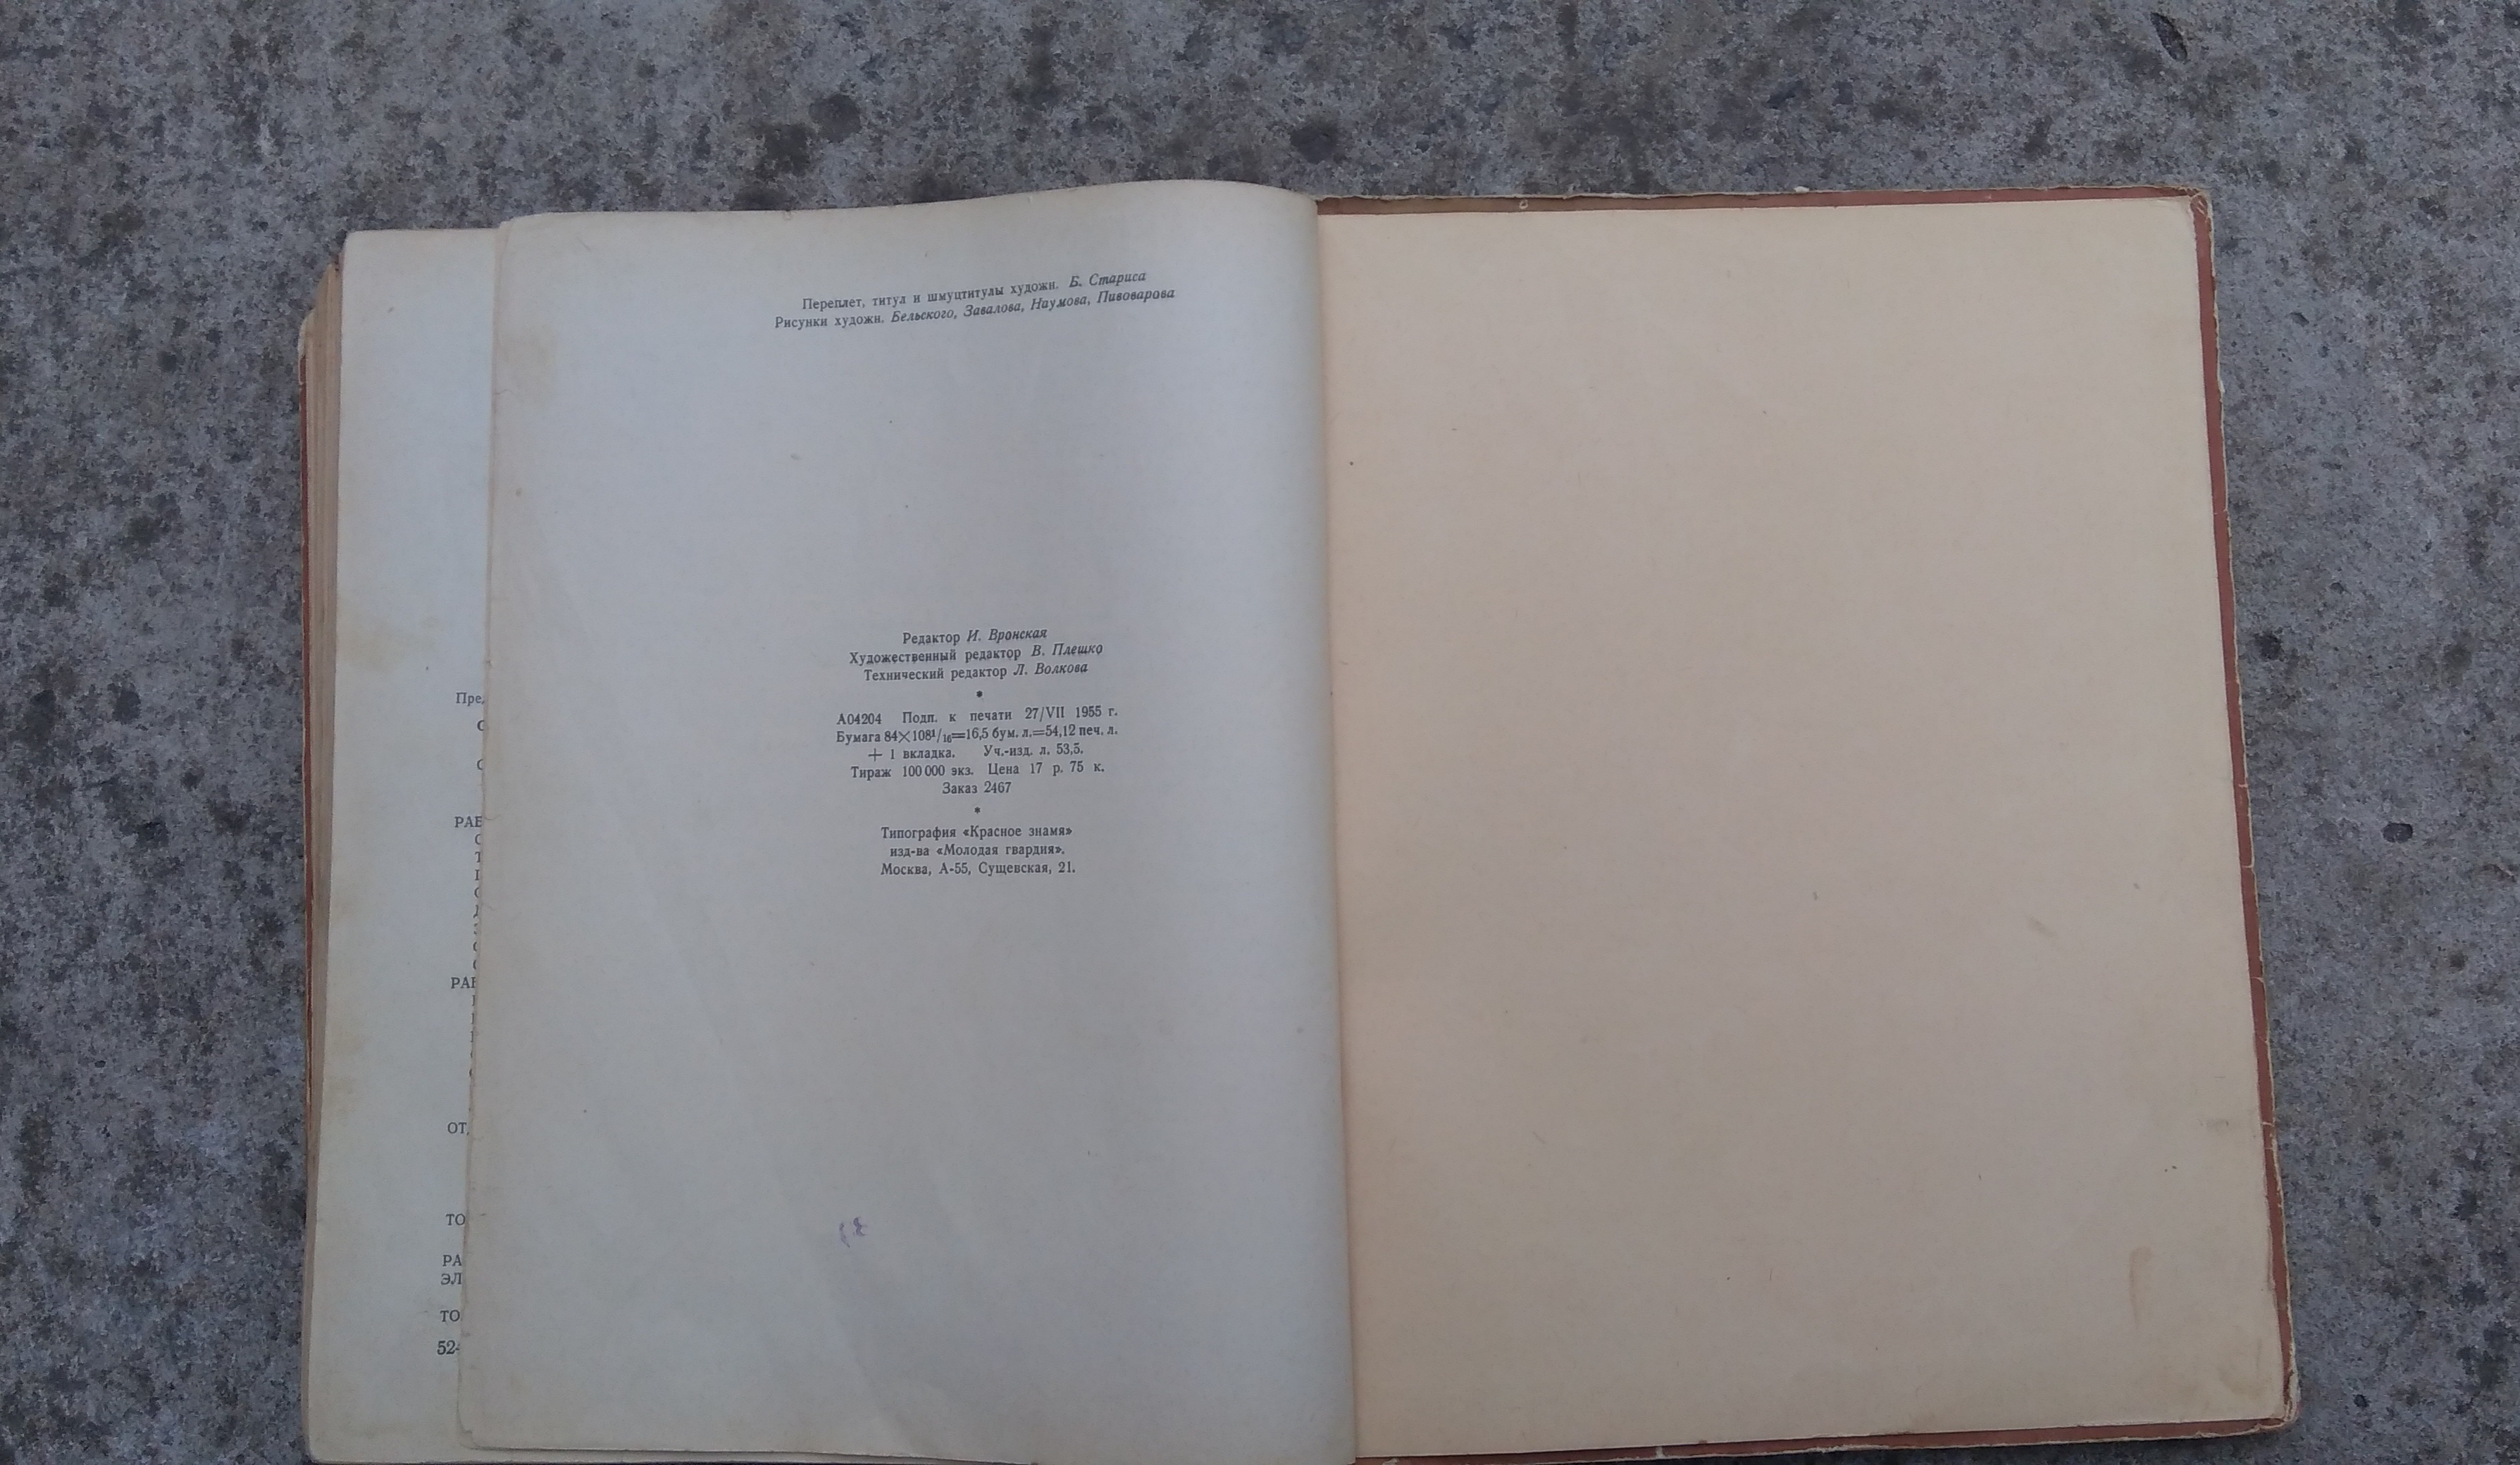 Переплет, титул и шмуцтитулы художн. Б. Стариса
Рисунки художн. Бельского, Завалова, Наумова, Пивоварова
Редактор И. Вронская
Художественный редактор В. Плешко
Технический редактор Л. Волкова
*
А04204 Подп. к печати 27/VII 1955 г.
Бумага 84×108¹/₁₆=16,5 бум. л.=54,12 печ. л.
+ 1 вкладка. Уч.-изд. л. 53,5.
Тираж 100 000 экз. Цена 17 р. 75 к.
Заказ 2467
*
Типография «Красное знамя»
изд-ва «Молодая гвардия».
Москва, А-55, Сущевская, 21.